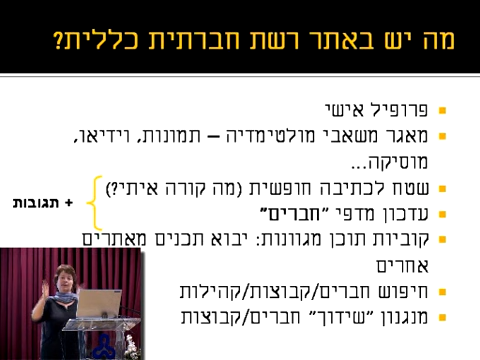 מה יש באתר רשת חברתית כללית?
פרופיל אישי
מאגר משאבי מולטימדיה – תמונות, וידיאו,
מוסיקה...
שטח לכתיבה חופשית (מה קורה איתי?)
עדכון מדפי "חברים"
+ תגובות
קוביות תוכן מגוונות: יבוא תכנים מאתרים
אחרים
חיפוש חברים/קבוצות/קהילות
מנגנון "שידוך" חברים/קבוצות